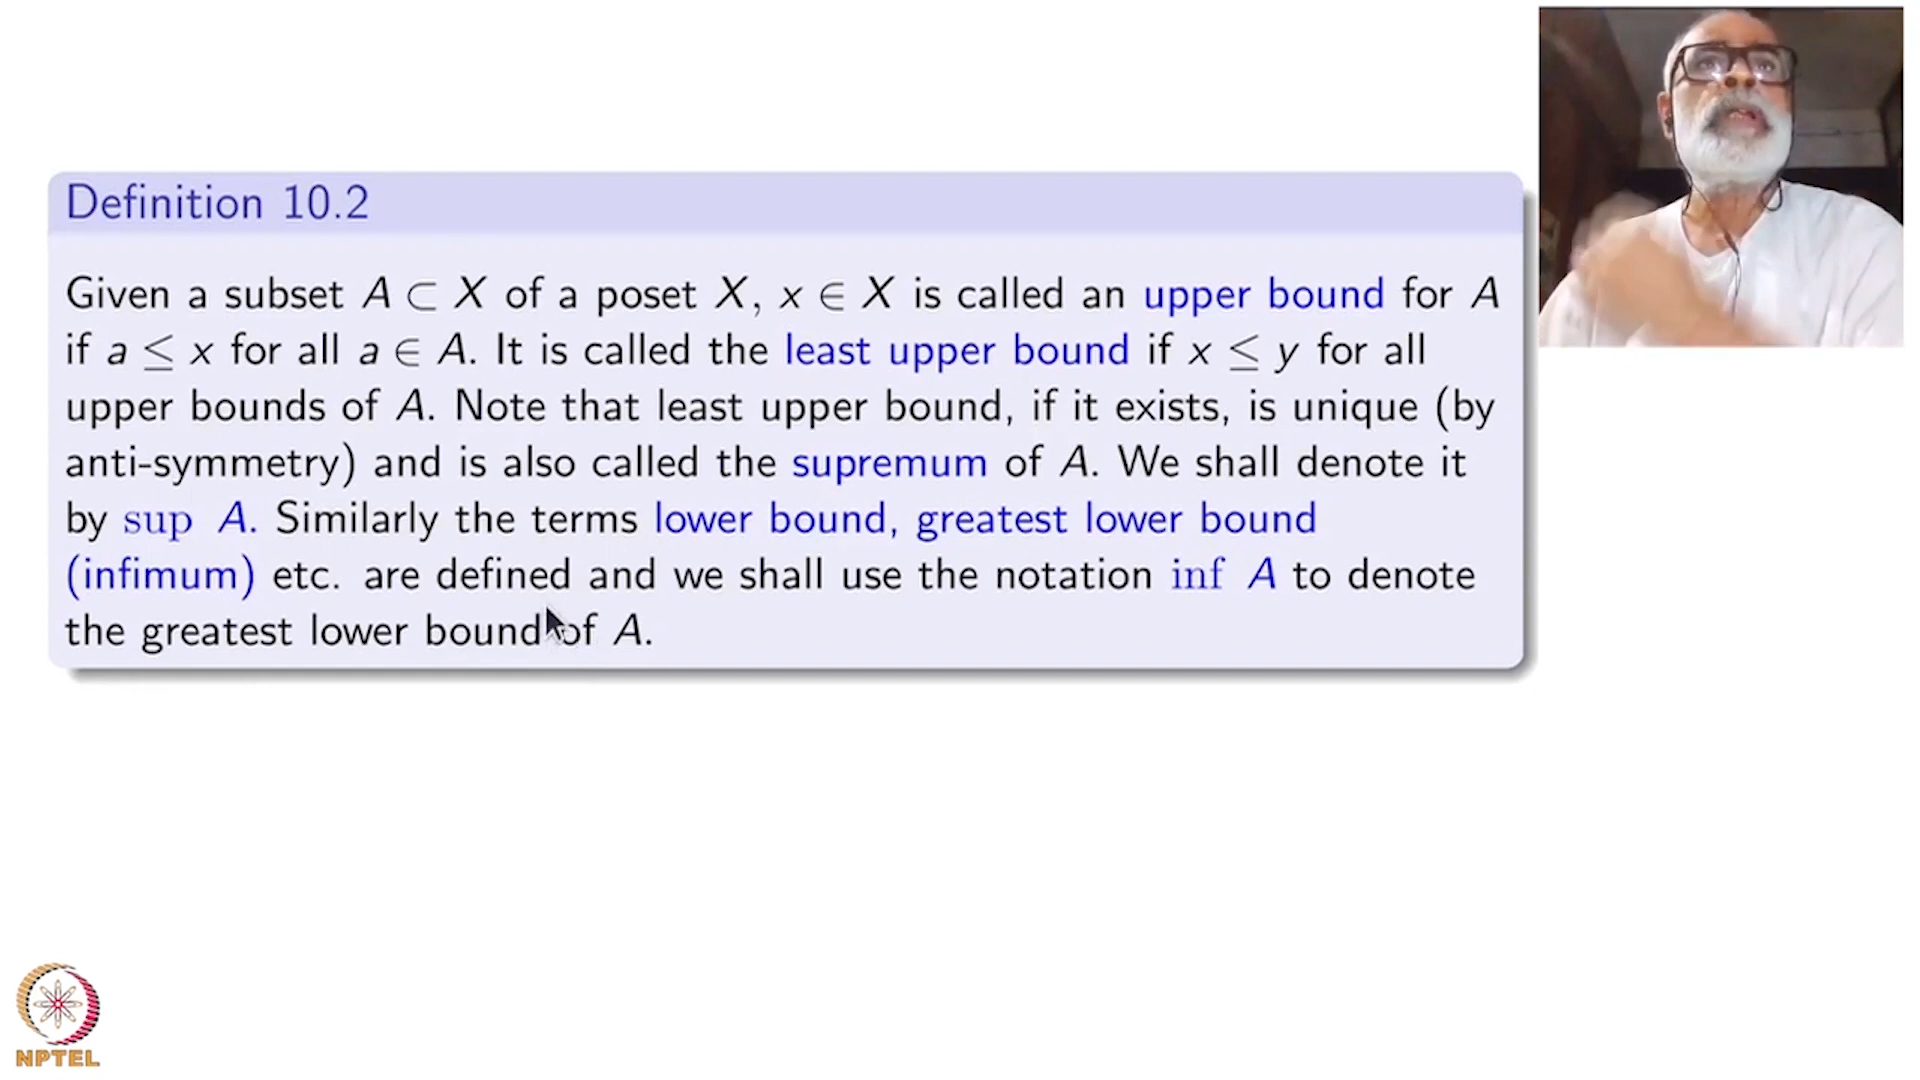 Definition 10.2
Given a subset A ⊂ X of a poset X, x ∈ X is called an upper bound for A
if a ≤ x for all a ∈ A. It is called the least upper bound if x ≤ y for all
upper bounds of A. Note that least upper bound, if it exists, is unique (by
anti-symmetry) and is also called the supremum of A. We shall denote it
by sup A. Similarly the terms lower bound, greatest lower bound
(infimum) etc. are defined and we shall use the notation inf A to denote
the greatest lower bound of A.
NPTEL